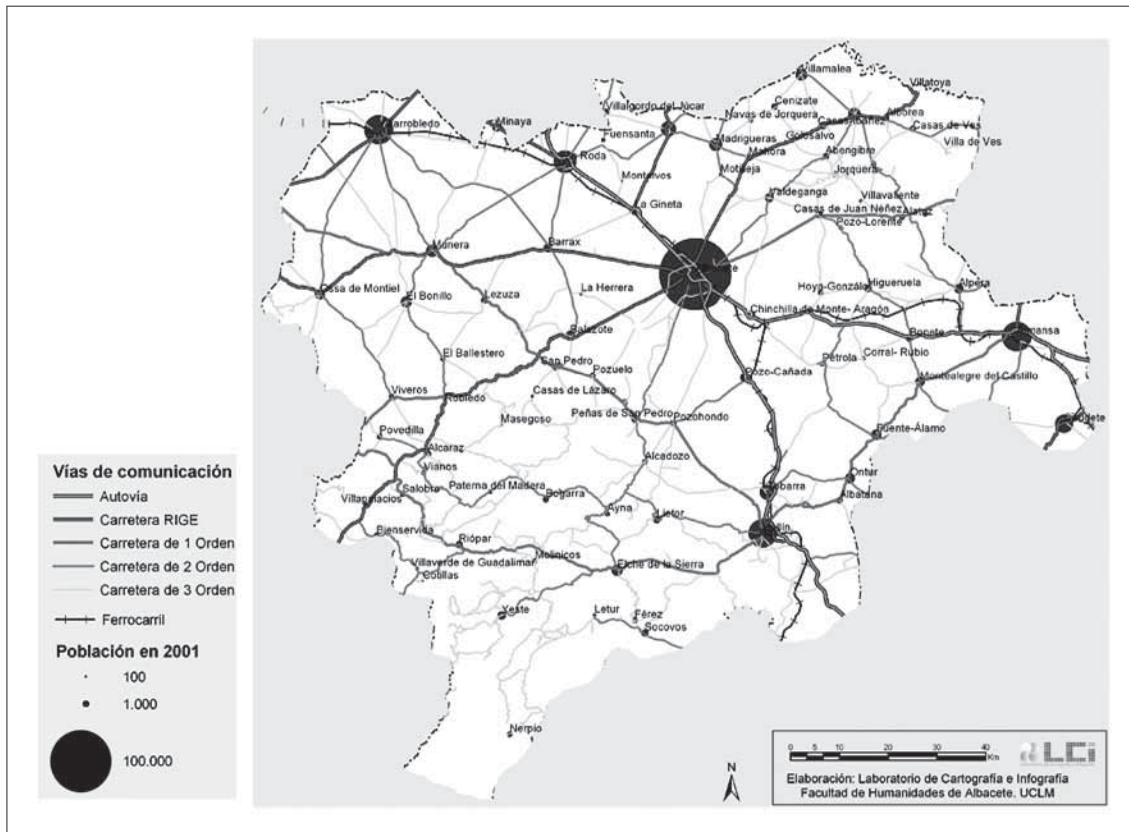 Villamalea
Villatoya
Cenizate
Villalgordo del Júcar
Navas de Jorquera
Alborea
Minaya
Fuensanta
Casas de Ves
Madrigueras
Golosalvo
Villa de Ves
Mahora
Abengibre
Roda
Montalvos
Motilleja
Jorquera
Valdeganga
Villavaliente
La Gineta
Casas de Juan Núñez
Alatoz
Pozo-Lorente
Munera
Barrax
Ossa de Montiel
El Bonillo
Lezuza
La Herrera
Hoya-Gonzalo
Higueruela
Alpera
Chinchilla de Monte- Aragón
Balazote
Bonete
El Ballestero
San Pedro
Pozuelo
Pétrola
Corral- Rubio
Pozo-Cañada
Montealegre del Castillo
Viveros
Robledo
Casas de Lázaro
Masegoso
Peñas de San Pedro
Pozohondo
Povedilla
Fuente-Álamo
Alcaraz
Vianos
Alcadozo
Ontur
Salobre
Paterna del Madera
Bogarra
Albatana
Villapalacios
Ayna
Lietor
Bienservida
Riópar
Villaverde de Guadalimar
Molinicos
Cotillas
Elche de la Sierra
Yeste
Letur
Férez
Socovos
Nerpio
Vías de comunicación
Autovía
Carretera RIGE
Carretera de 1 Orden
Carretera de 2 Orden
Carretera de 3 Orden
Ferrocarril
Población en 2001
100
1.000
100.000
N
0 5 10 20 30 40
Km
LCi
Elaboración: Laboratorio de Cartografía e Infografía
Facultad de Humanidades de Albacete. UCLM